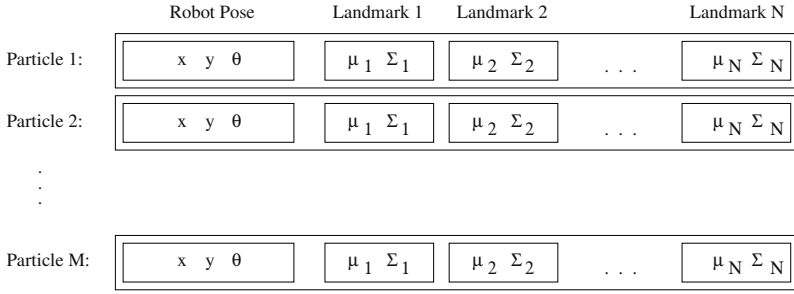 Robot Pose Landmark 1 Landmark 2 Landmark N
Particle 1: x y θ μ 1 Σ 1 μ 2 Σ 2 . . . μ N Σ N
Particle 2: x y θ μ 1 Σ 1 μ 2 Σ 2 . . . μ N Σ N
.
.
.
Particle M: x y θ μ 1 Σ 1 μ 2 Σ 2 . . . μ N Σ N